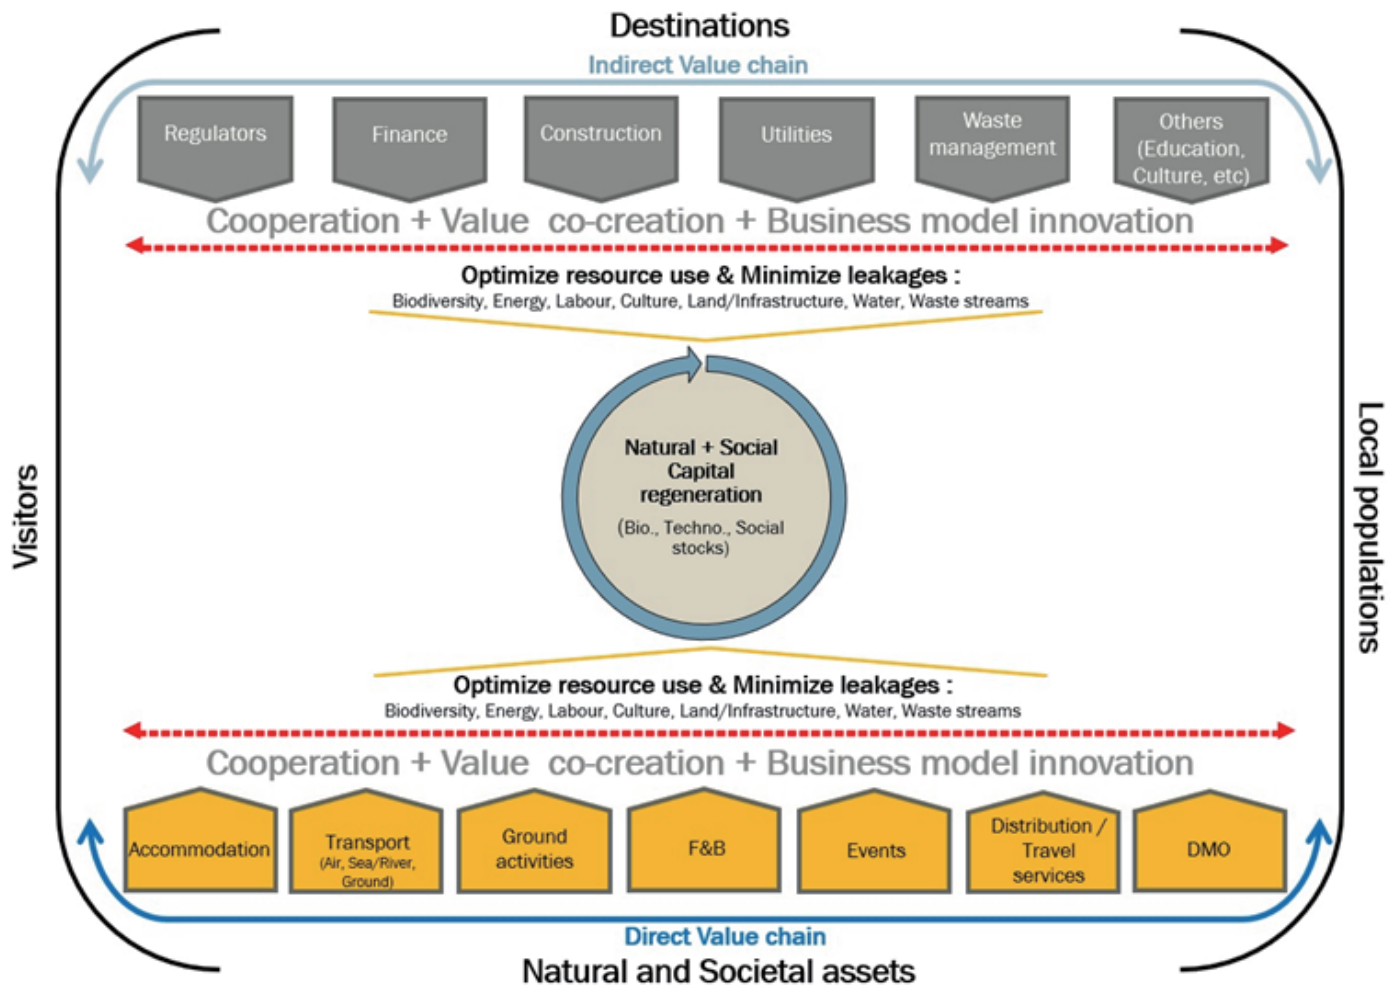 Destinations
Indirect Value chain
Regulators
Finance
Construction
Utilities
Waste
management
Others
(Education,
Culture, etc)
Cooperation + Value co-creation + Business model innovation
Optimize resource use & Minimize leakages :
Biodiversity, Energy, Labour, Culture, Land/Infrastructure, Water, Waste streams
Visitors
Natural + Social
Capital
regeneration
(Bio., Techno., Social
stocks)
Local populations
Optimize resource use & Minimize leakages :
Biodiversity, Energy, Labour, Culture, Land/Infrastructure, Water, Waste streams
Cooperation + Value co-creation + Business model innovation
Accommodation
Transport
(Air, Sea/River,
Ground)
Ground
activities
F&B
Events
Distribution /
Travel
services
DMO
Direct Value chain
Natural and Societal assets